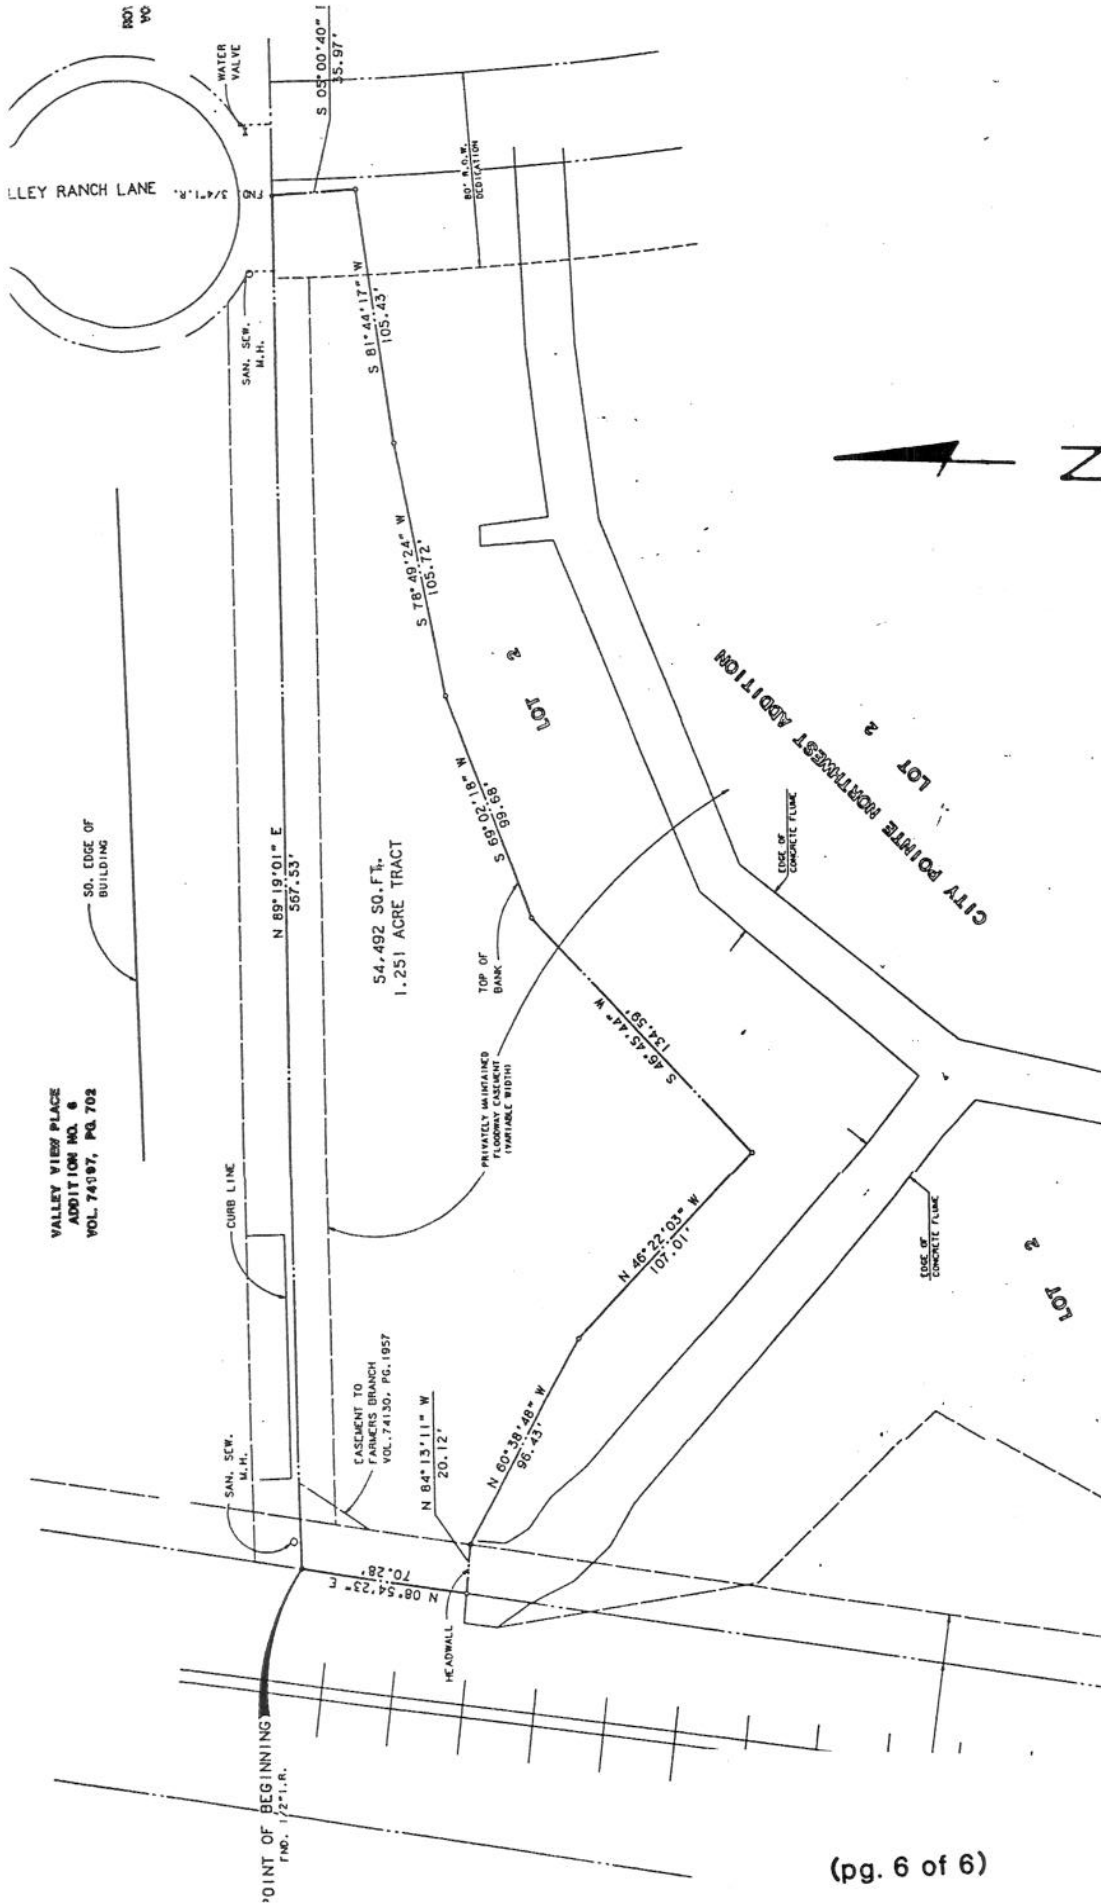 LLEY RANCH LANE
WATER
VALVE
FND. 3/4" I.R.
SAN. SEW.
M.H.
S 05°00'40"
35.97'
80' R.O.W.
DEDICATION
S 81°44'17" W
105.43'
S 78°49'24" W
105.72'
LOT 2
SO. EDGE OF
BUILDING
N 89°19'01" E
567.53'
54,492 SQ.FT.
1.251 ACRE TRACT
S 69°02'18" W
99.68'
TOP OF
BANK
CITY POINTE NORTHWEST ADDITION
LOT 2
EDGE OF
CONCRETE FLUME
N
VALLEY VIEW PLACE
ADDITION NO. 6
VOL. 74097, PG. 702
CURB LINE
PRIVATELY MAINTAINED
FLOODWAY EASEMENT
(VARIABLE WIDTH)
S 46°45'44" W
134.59'
N 46°22'03" W
107.01'
EDGE OF
CONCRETE FLUME
LOT 2
SAN. SEW.
M.H.
EASEMENT TO
FARMERS BRANCH
VOL. 74130, PG. 1957
N 84°13'11" W
20.12'
N 60°38'48" W
96.43'
N 08°54'23" E
70.28'
HEADWALL
POINT OF BEGINNING
FND. 1/2" I.R.
(pg. 6 of 6)